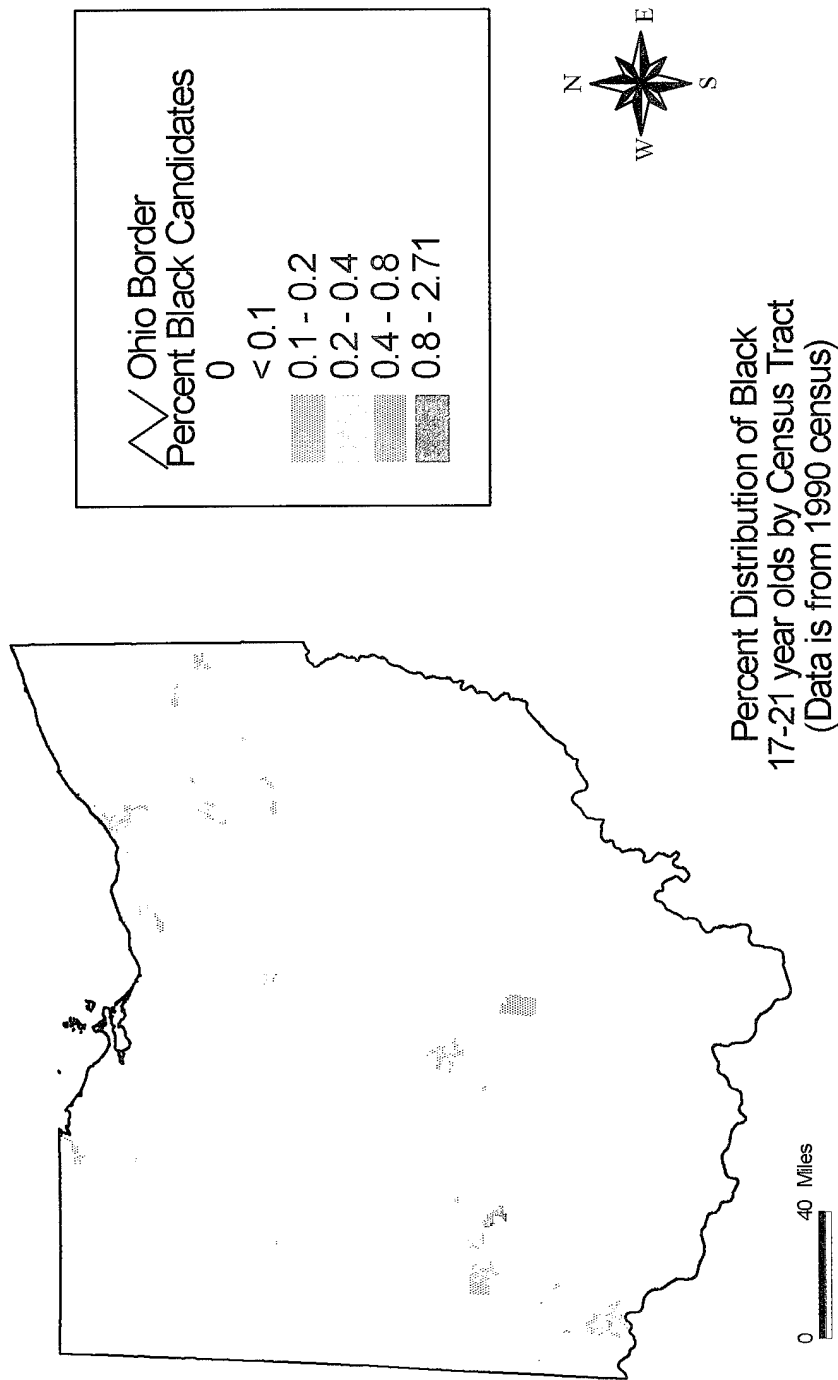 Ohio Border
Percent Black Candidates
0
< 0.1
0.1 - 0.2
0.2 - 0.4
0.4 - 0.8
0.8 - 2.71
N
W
E
S
Percent Distribution of Black
17-21 year olds by Census Tract
(Data is from 1990 census)
0 40 Miles